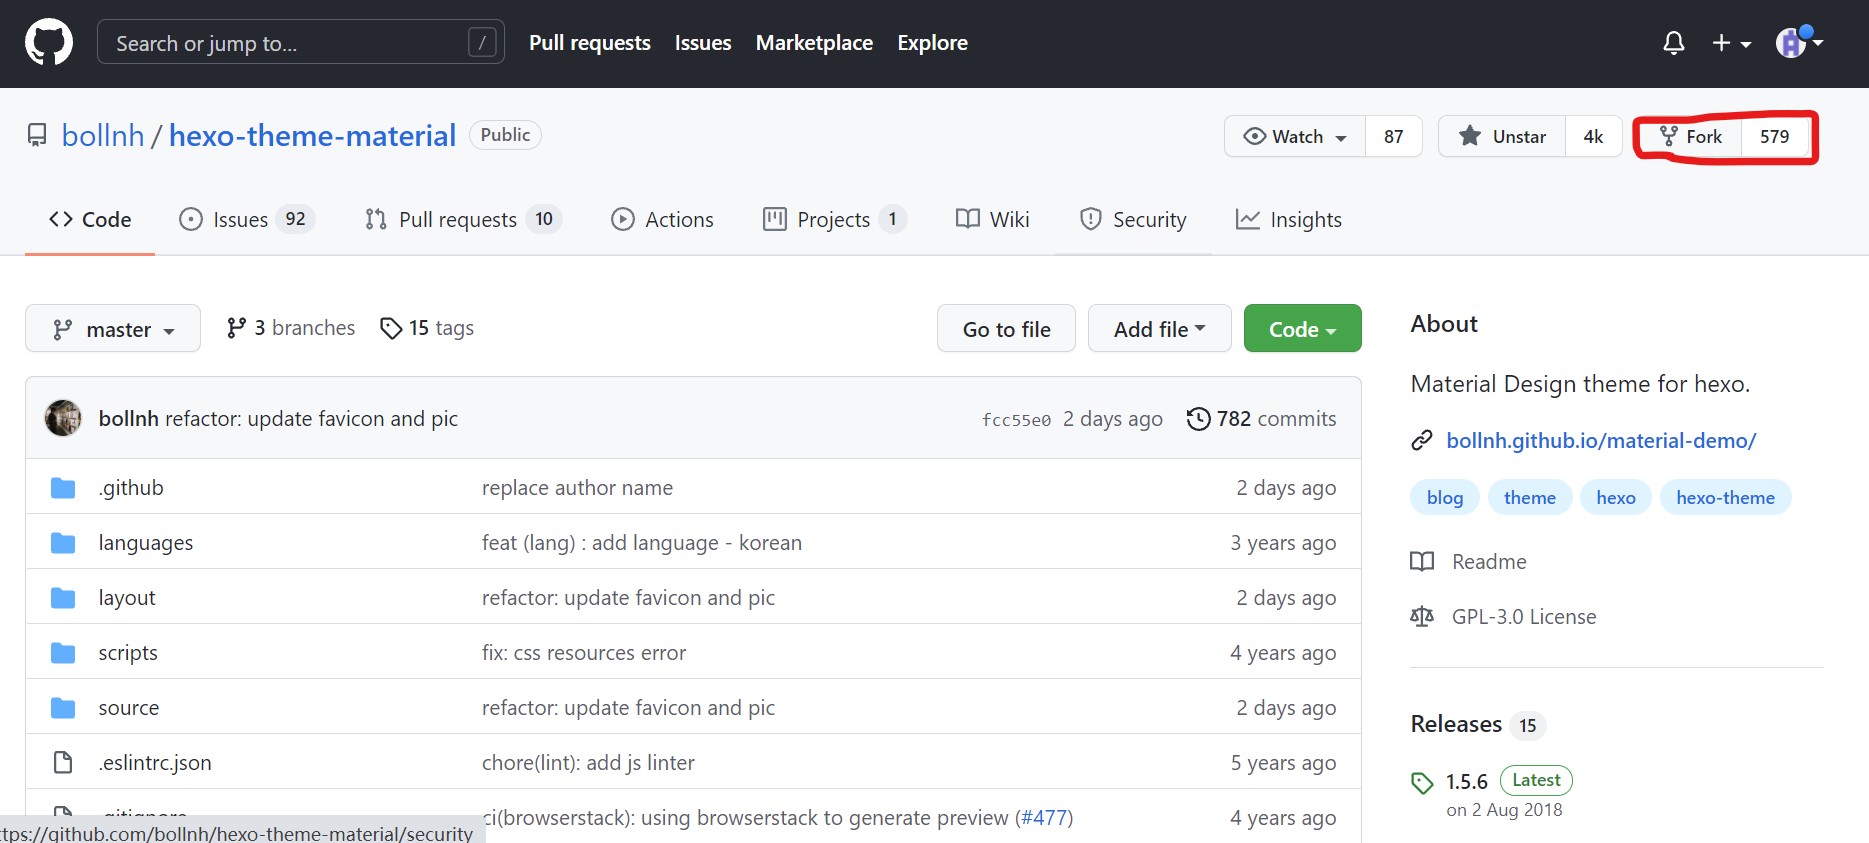 Search or jump to... / Pull requests Issues Marketplace Explore
bollnh / hexo-theme-material Public Watch 87 Unstar 4k Fork 579
Code Issues 92 Pull requests 10 Actions Projects 1 Wiki Security Insights
master 3 branches 15 tags Go to file Add file Code
bollnh refactor: update favicon and pic fcc55e0 2 days ago 782 commits
.github replace author name 2 days ago
languages feat (lang) : add language - korean 3 years ago
layout refactor: update favicon and pic 2 days ago
scripts fix: css resources error 4 years ago
source refactor: update favicon and pic 2 days ago
.eslintrc.json chore(lint): add js linter 5 years ago
ci(browserstack): using browserstack to generate preview (#477) 4 years ago
ttps://github.com/bollnh/hexo-theme-material/security
About
Material Design theme for hexo.
bollnh.github.io/material-demo/
blog theme hexo hexo-theme
Readme
GPL-3.0 License
Releases 15
1.5.6 Latest
on 2 Aug 2018